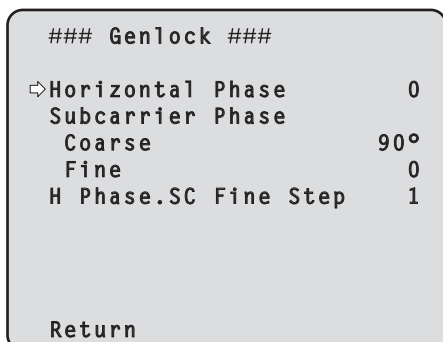 ### Genlock ###
⇨Horizontal Phase 0
Subcarrier Phase
Coarse 90°
Fine 0
H Phase.SC Fine Step 1
Return